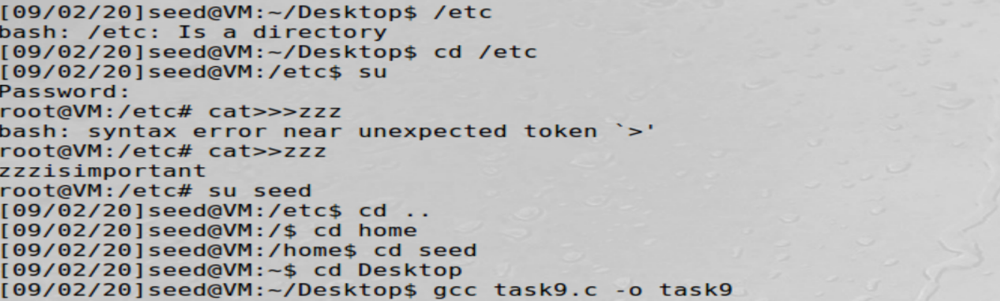 [09/02/20]seed@VM:~/Desktop$ /etc
bash: /etc: Is a directory
[09/02/20]seed@VM:~/Desktop$ cd /etc
[09/02/20]seed@VM:/etc$ su
Password:
root@VM:/etc# cat>>>zzz
bash: syntax error near unexpected token `>'
root@VM:/etc# cat>>zzz
zzzisimportant
root@VM:/etc# su seed
[09/02/20]seed@VM:/etc$ cd ..
[09/02/20]seed@VM:/$ cd home
[09/02/20]seed@VM:/home$ cd seed
[09/02/20]seed@VM:~$ cd Desktop
[09/02/20]seed@VM:~/Desktop$ gcc task9.c -o task9